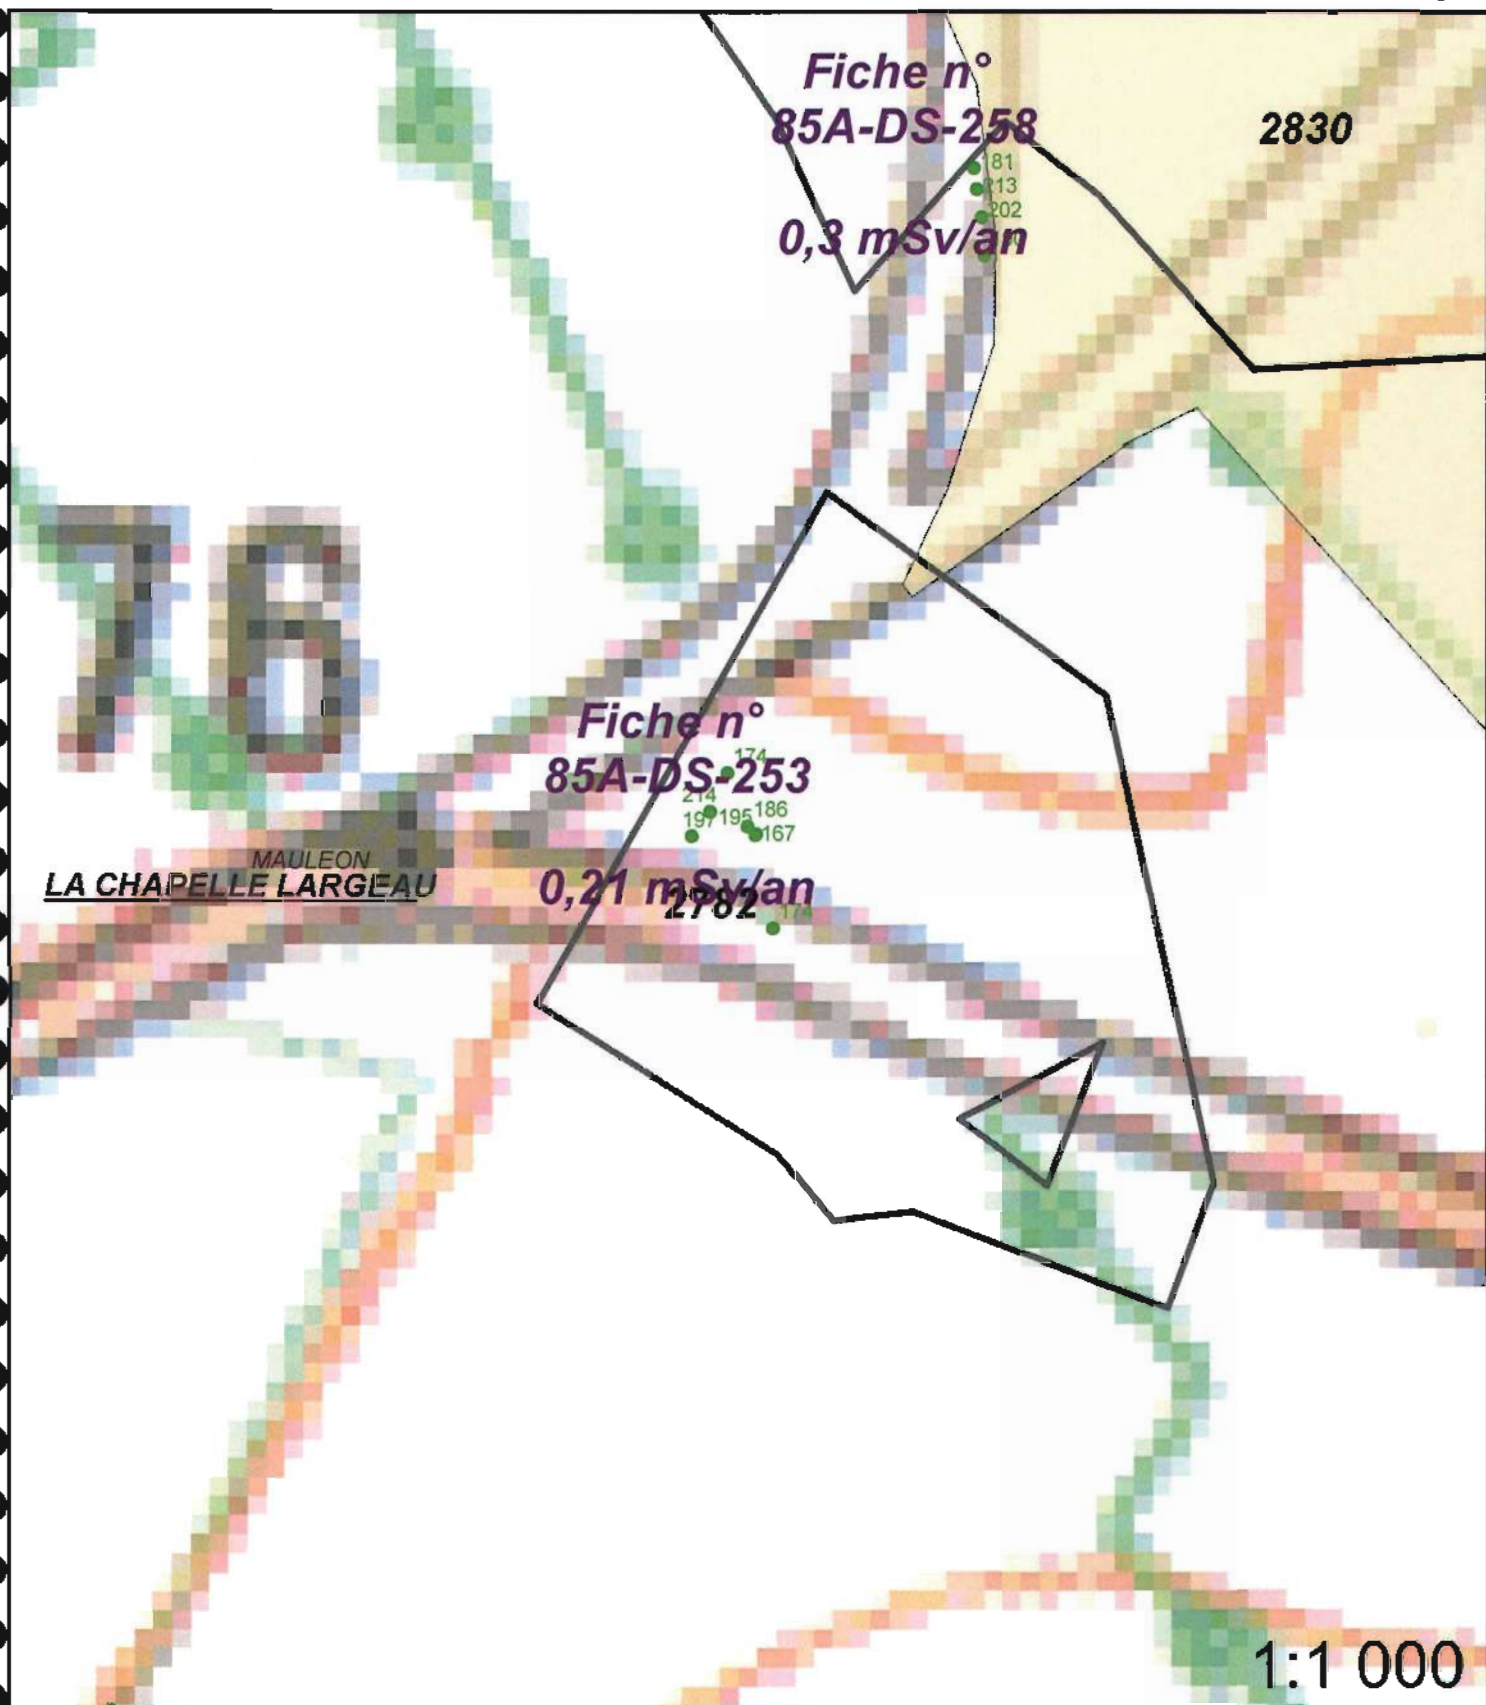 Fiche n°
85A-DS-258
2830
181
213
202
0,3 mSv/an
76
Fiche n°
174
85A-DS-253
214
197 195 186
167
MAULEON
LA CHAPELLE LARGEAU
0,21 mSv/an
2782
174
1:1 000